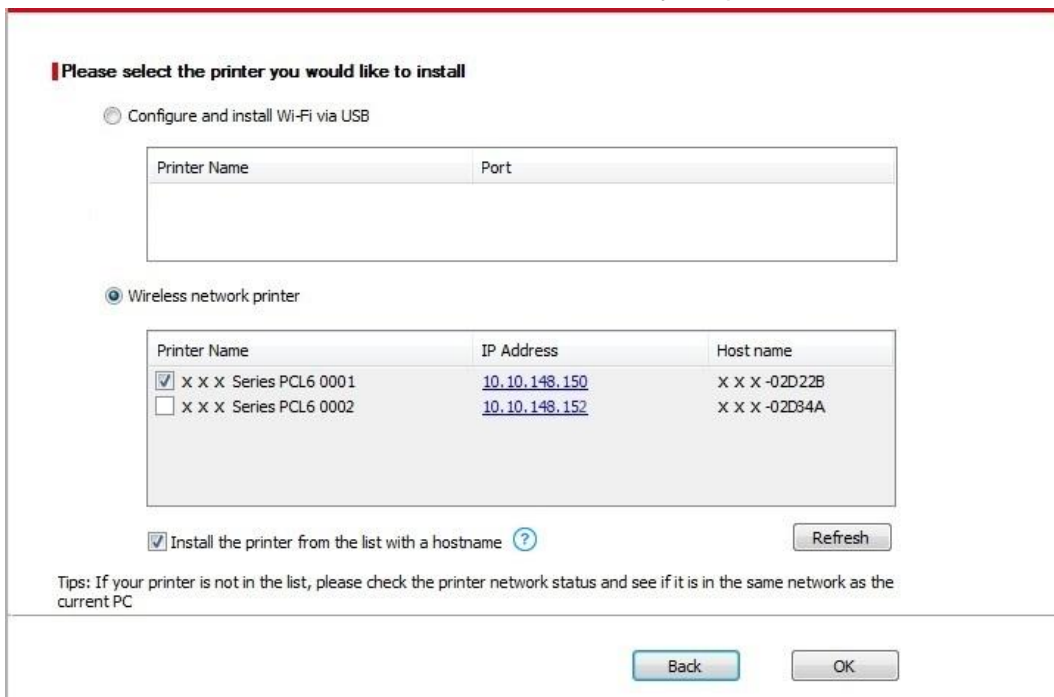 Please select the printer you would like to install
Configure and install Wi-Fi via USB
Printer Name Port
Wireless network printer
Printer Name IP Address Host name
X X X Series PCL6 0001 10.10.148.150 X X X -02D22B
X X X Series PCL6 0002 10.10.148.152 X X X -02D34A
Install the printer from the list with a hostname ? Refresh
Tips: If your printer is not in the list, please check the printer network status and see if it is in the same network as the
current PC
Back OK